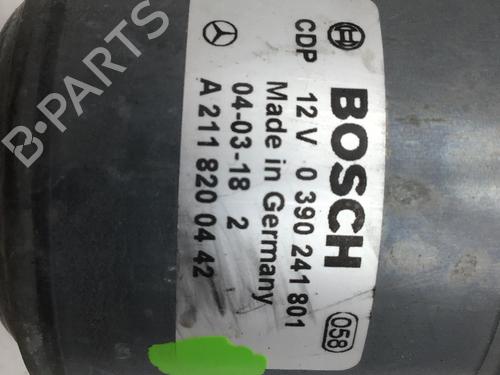 BOSCH
CDP 12 V 0 390 241 801
Made in Germany 058
04-03-18 2
A 211 820 04 42
B-PARTS